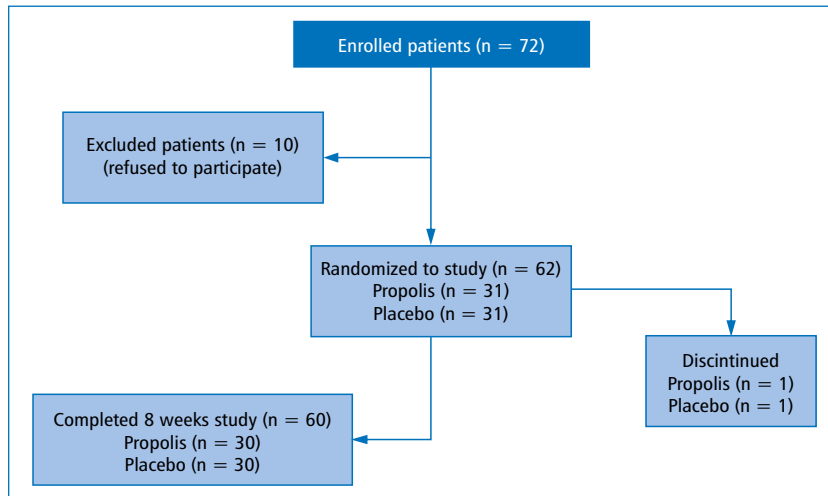 Enrolled patients (n = 72)
Excluded patients (n = 10)
(refused to participate)
Randomized to study (n = 62)
Propolis (n = 31)
Placebo (n = 31)
Discintinued
Propolis (n = 1)
Placebo (n = 1)
Completed 8 weeks study (n = 60)
Propolis (n = 30)
Placebo (n = 30)